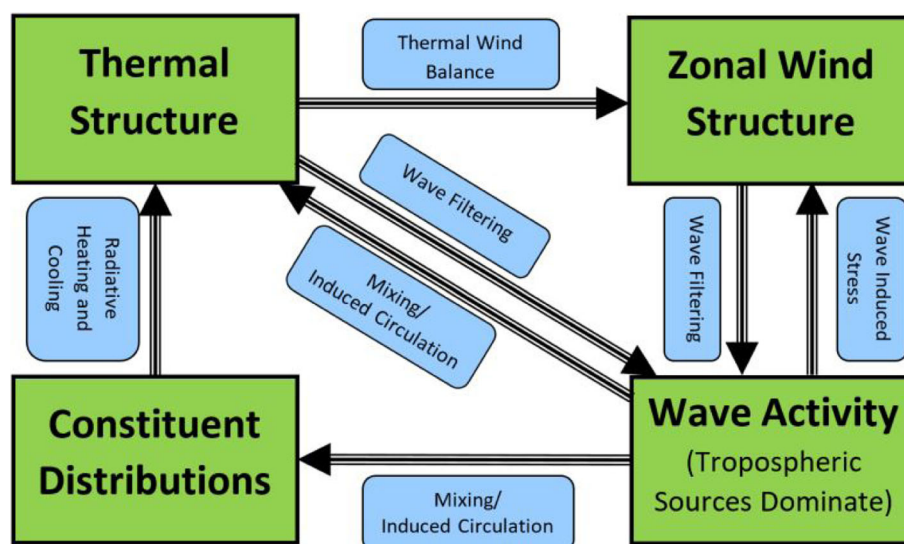 Thermal
Structure
Thermal Wind
Balance
Zonal Wind
Structure
Radiative
Heating and
Cooling
Wave Filtering
Mixing/
Induced Circulation
Wave Filtering
Wave Induced
Stress
Constituent
Distributions
Mixing/
Induced Circulation
Wave Activity
(Tropospheric
Sources Dominate)